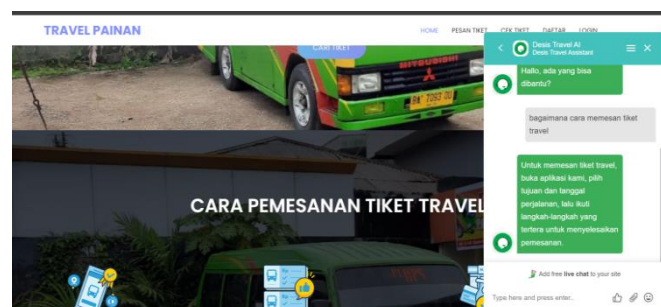 TRAVEL PAINAN
HOME PESAN TIKET CEK TIKET DAFTAR LOGIN
CARI TIKET
MITSUBISHI
BA 7093 GU
CARA PEMESANAN TIKET TRAVEL
Desis Travel AI
Desis Travel Assistant
Hallo, ada yang bisa
dibantu?
bagaimana cara memesan tiket
travel
Untuk memesan tiket travel,
buka aplikasi kami, pilih
tujuan dan tanggal
perjalanan, lalu ikuti
langkah-langkah yang
tertera untuk menyelesaikan
pemesanan.
Add free live chat to your site
Type here and press enter..